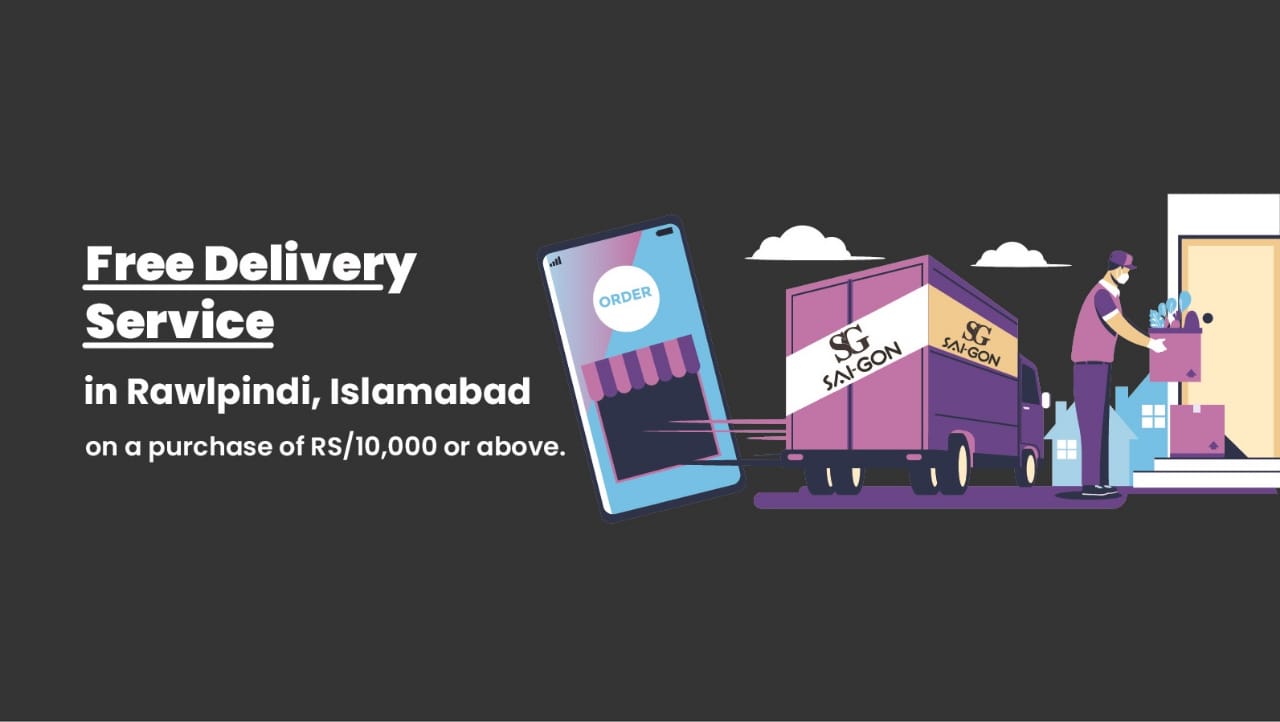 Free Delivery
Service
in Rawlpindi, Islamabad
on a purchase of RS/10,000 or above.
ORDER
SG
SAI-GON
SG
SAI-GON